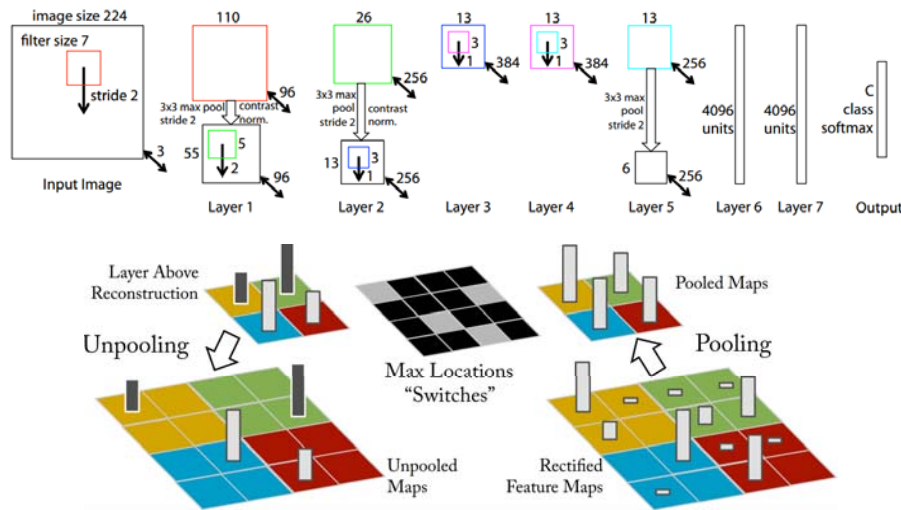 image size 224
filter size 7
stride 2
3
Input Image
110
96
3x3 max pool
stride 2
contrast
norm.
55
5
2
96
Layer 1
26
256
3x3 max
pool
stride 2
contrast
norm.
13
3
1
256
Layer 2
13
3
1
384
Layer 3
13
3
1
384
Layer 4
13
256
3x3 max
pool
stride 2
6
256
Layer 5
4096
units
Layer 6
4096
units
Layer 7
C
class
softmax
Output
Layer Above
Reconstruction
Unpooling
Max Locations
“Switches”
Pooled Maps
Pooling
Unpooled
Maps
Rectified
Feature Maps